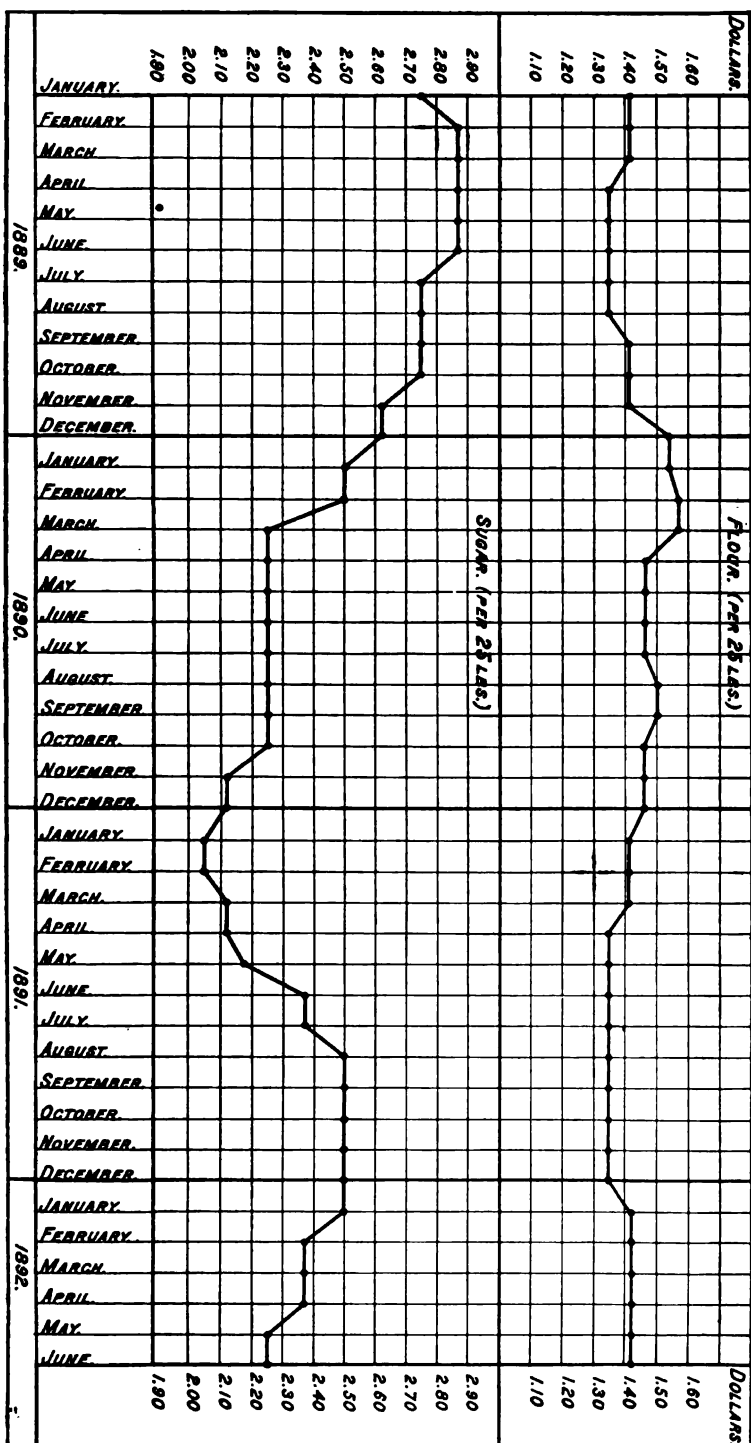 DOLLARS. FLOUR. (PER 25 LBS.) DOLLARS
1.60 1.60
1.50 1.50
1.40 1.40
1.30 1.30
1.20 1.20
1.10 1.10
SUGAR. (PER 25 LBS.)
2.90 2.90
2.80 2.80
2.70 2.70
2.60 2.60
2.50 2.50
2.40 2.40
2.30 2.30
2.20 2.20
2.10 2.10
2.00 2.00
1.90 1.90
JANUARY.
FEBRUARY.
MARCH
APRIL
MAY.
JUNE.
JULY.
AUGUST
SEPTEMBER.
OCTOBER.
NOVEMBER.
DECEMBER.
JANUARY.
FEBRUARY.
MARCH.
APRIL
MAY.
JUNE
JULY.
AUGUST.
SEPTEMBER
OCTOBER.
NOVEMBER.
DECEMBER.
JANUARY.
FEBRUARY.
MARCH.
APRIL.
MAY.
JUNE.
JULY.
AUGUST
SEPTEMBER.
OCTOBER.
NOVEMBER.
DECEMBER.
JANUARY.
FEBRUARY.
MARCH.
APRIL.
MAY.
JUNE.
1889. 1890. 1891. 1892.